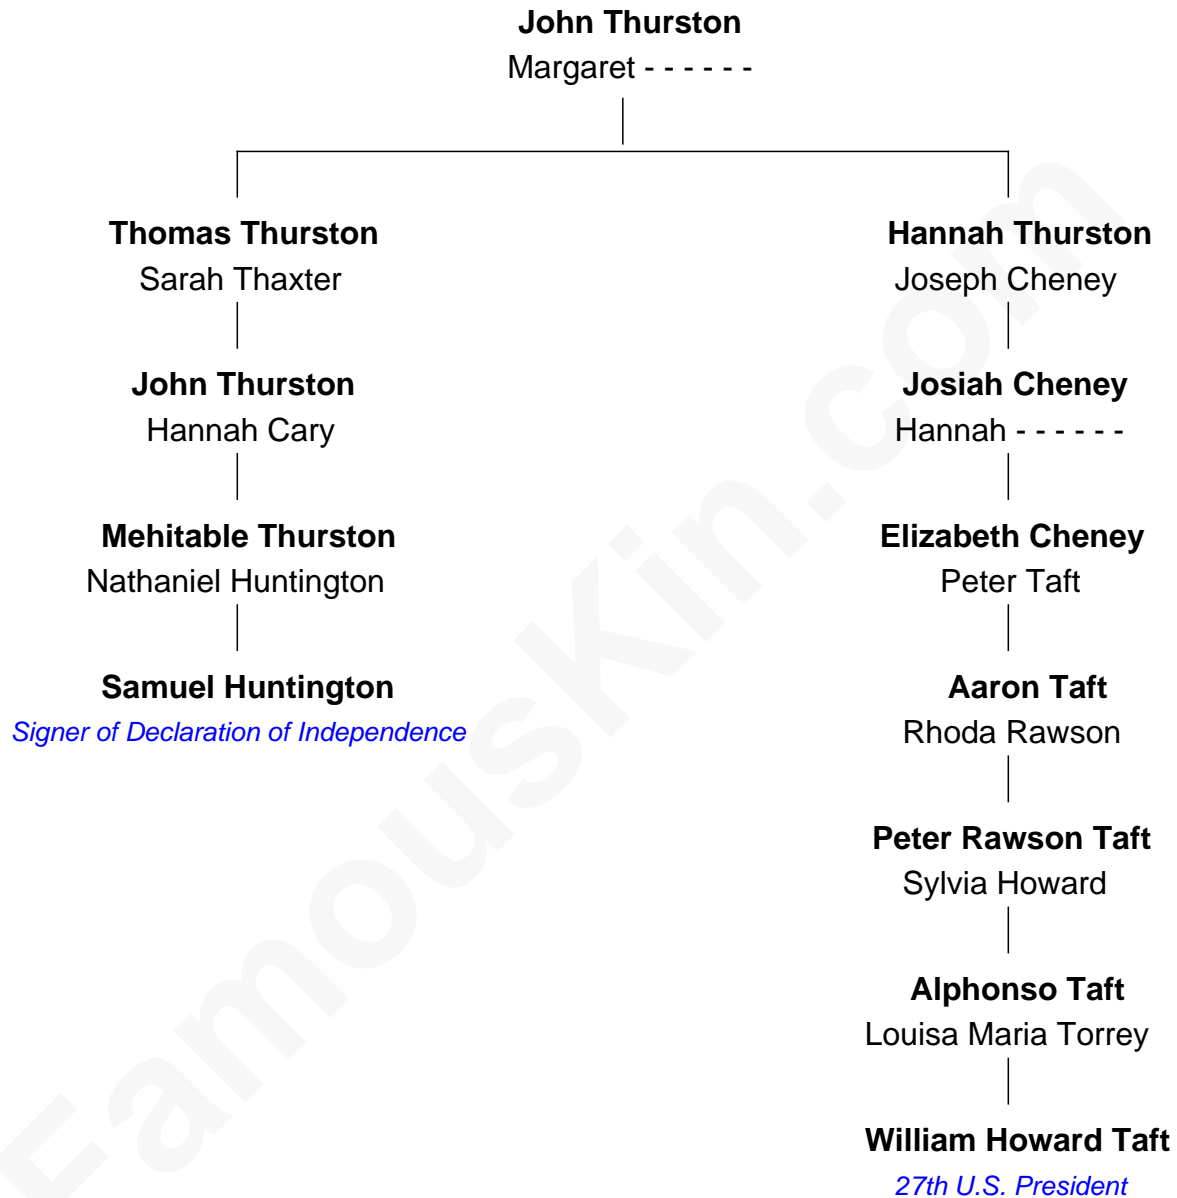 John Thurston
Margaret - - - - - -
Thomas Thurston
Sarah Thaxter
John Thurston
Hannah Cary
Mehitable Thurston
Nathaniel Huntington
Samuel Huntington
Signer of Declaration of Independence
Hannah Thurston
Joseph Cheney
Josiah Cheney
Hannah - - - - - -
Elizabeth Cheney
Peter Taft
Aaron Taft
Rhoda Rawson
Peter Rawson Taft
Sylvia Howard
Alphonso Taft
Louisa Maria Torrey
William Howard Taft
27th U.S. President
FamousKin.com